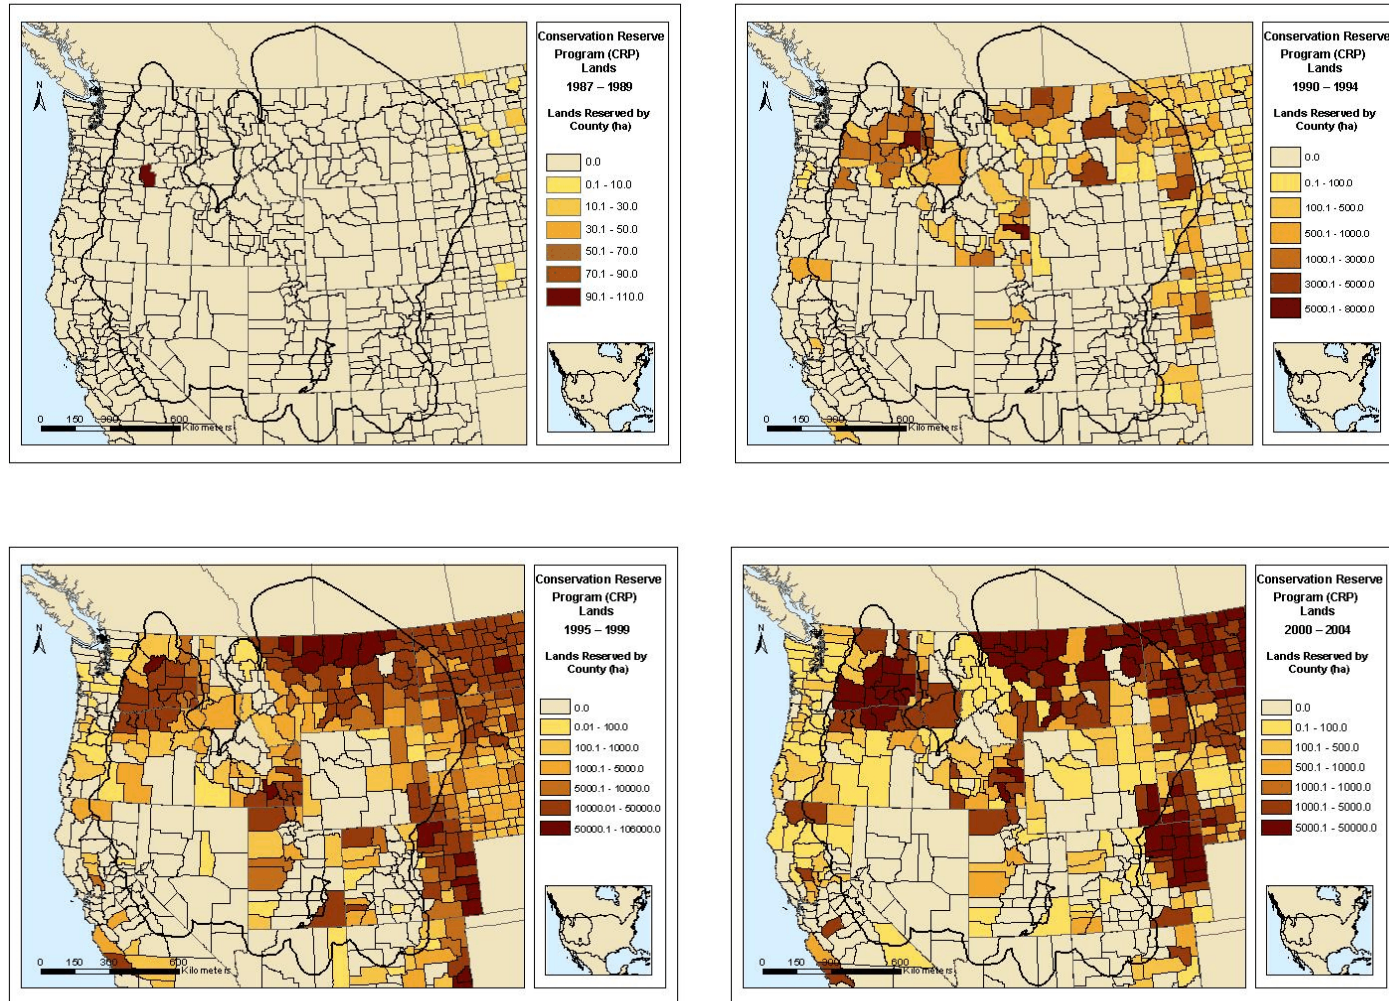 Conservation Reserve
Program (CRP)
Lands
1987 – 1989
Lands Reserved by
County (ha)
0.0
0.1 - 10.0
10.1 - 30.0
30.1 - 50.0
50.1 - 70.0
70.1 - 90.0
90.1 - 110.0
N
0 150 300 600
Kilometers
Conservation Reserve
Program (CRP)
Lands
1990 – 1994
Lands Reserved by
County (ha)
0.0
0.1 - 100.0
100.1 - 500.0
500.1 - 1000.0
1000.1 - 3000.0
3000.1 - 5000.0
5000.1 - 8000.0
N
0 150 300 600
Kilometers
Conservation Reserve
Program (CRP)
Lands
1995 – 1999
Lands Reserved by
County (ha)
0.0
0.01 - 100.0
100.1 - 1000.0
1000.1 - 5000.0
5000.1 - 10000.0
10000.01 - 50000.0
50000.1 - 106000.0
N
0 150 300 600
Kilometers
Conservation Reserve
Program (CRP)
Lands
2000 – 2004
Lands Reserved by
County (ha)
0.0
0.1 - 100.0
100.1 - 500.0
500.1 - 1000.0
1000.1 - 1000.0
1000.1 - 5000.0
5000.1 - 50000.0
N
0 150 300 600
Kilometers